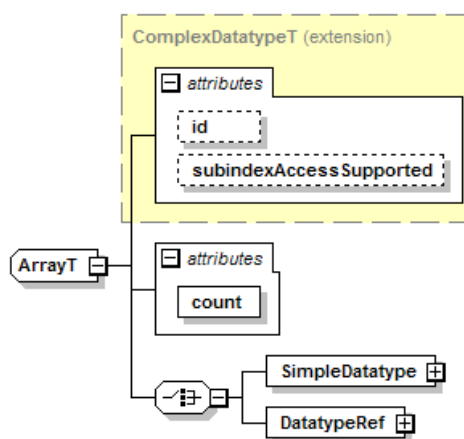 ComplexDatatypeT (extension)
attributes
id
subindexAccessSupported
ArrayT
attributes
count
SimpleDatatype
DatatypeRef